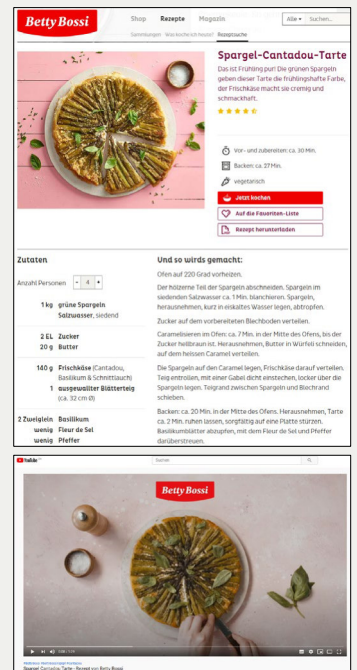 Betty Bossi
Shop Rezepte Magazin
Alle Suchen...
Sammlungen Was koche ich heute? Rezeptsuche
Spargel-Cantadou-Tarte
Das ist Frühling pur! Die grünen Spargeln
geben dieser Tarte die frühlingshafte Farbe,
der Frischkäse macht sie cremig und
schmackhaft.
Vor- und zubereiten: ca. 30 Min.
Backen: ca. 27 Min.
vegetarisch
Jetzt kochen
Auf die Favoriten-Liste
Rezept herunterladen
Zutaten
Anzahl Personen - 4 +
1 kg grüne Spargeln
Salzwasser, siedend
2 EL Zucker
20 g Butter
140 g Frischkäse (Cantadou,
Basilikum & Schnittlauch)
1 ausgewallter Blätterteig
(ca. 32 cm Ø)
2 Zweiglein Basilikum
wenig Fleur de Sel
wenig Pfeffer
Und so wirds gemacht:
Ofen auf 220 Grad vorheizen.
Der hölzerne Teil der Spargeln abschneiden. Spargeln im
siedenden Salzwasser ca. 1 Min. blanchieren. Spargeln,
herausnehmen, kurz in eiskaltes Wasser legen, abtropfen.
Zucker auf dem vorbereiteten Blechboden verteilen.
Caramelisieren im Ofen: ca. 7 Min. in der Mitte des Ofens, bis der
Zucker hellbraun ist. Herausnehmen, Butter in Würfel schneiden,
auf dem heissen Caramel verteilen.
Die Spargeln auf den Caramel legen, Frischkäse darauf verteilen.
Teig entrollen, mit einer Gabel dicht einstechen, locker über die
Spargeln legen. Teigrand zwischen Spargeln und Blechrand
schieben.
Backen: ca. 20 Min. in der Mitte des Ofens. Herausnehmen, Tarte
ca. 2 Min. ruhen lassen, sorgfältig auf eine Platte stürzen.
Basilikumblätter abzupfen, mit dem Fleur de Sel und Pfeffer
darüberstreuen.
YouTube
Suchen
Betty Bossi
Spargel-Cantadou-Tarte - Rezept von Betty Bossi